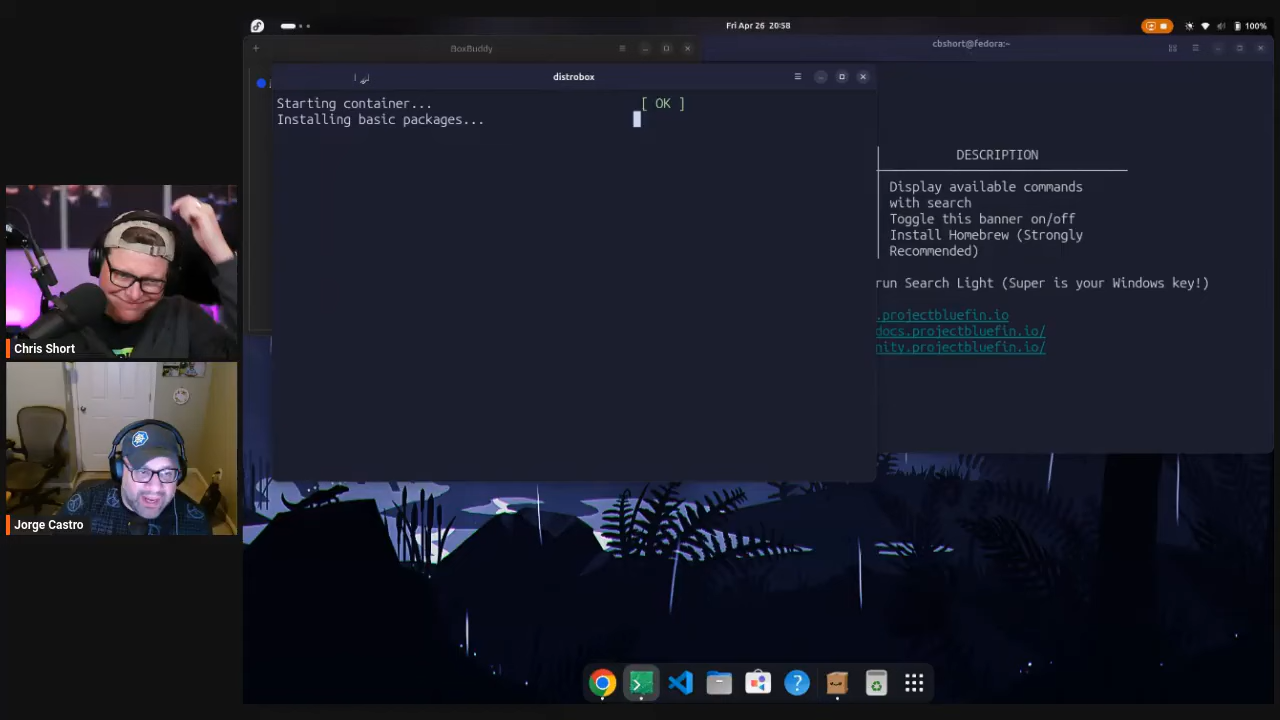 Fri Apr 26 20:58
100%
BoxBuddy
cbshort@fedora:~
distrobox
Starting container... [ OK ]
Installing basic packages...
DESCRIPTION
Display available commands
with search
Toggle this banner on/off
Install Homebrew (Strongly
Recommended)
run Search Light (Super is your Windows key!)
.projectbluefin.io
docs.projectbluefin.io/
nity.projectbluefin.io/
Chris Short
Jorge Castro